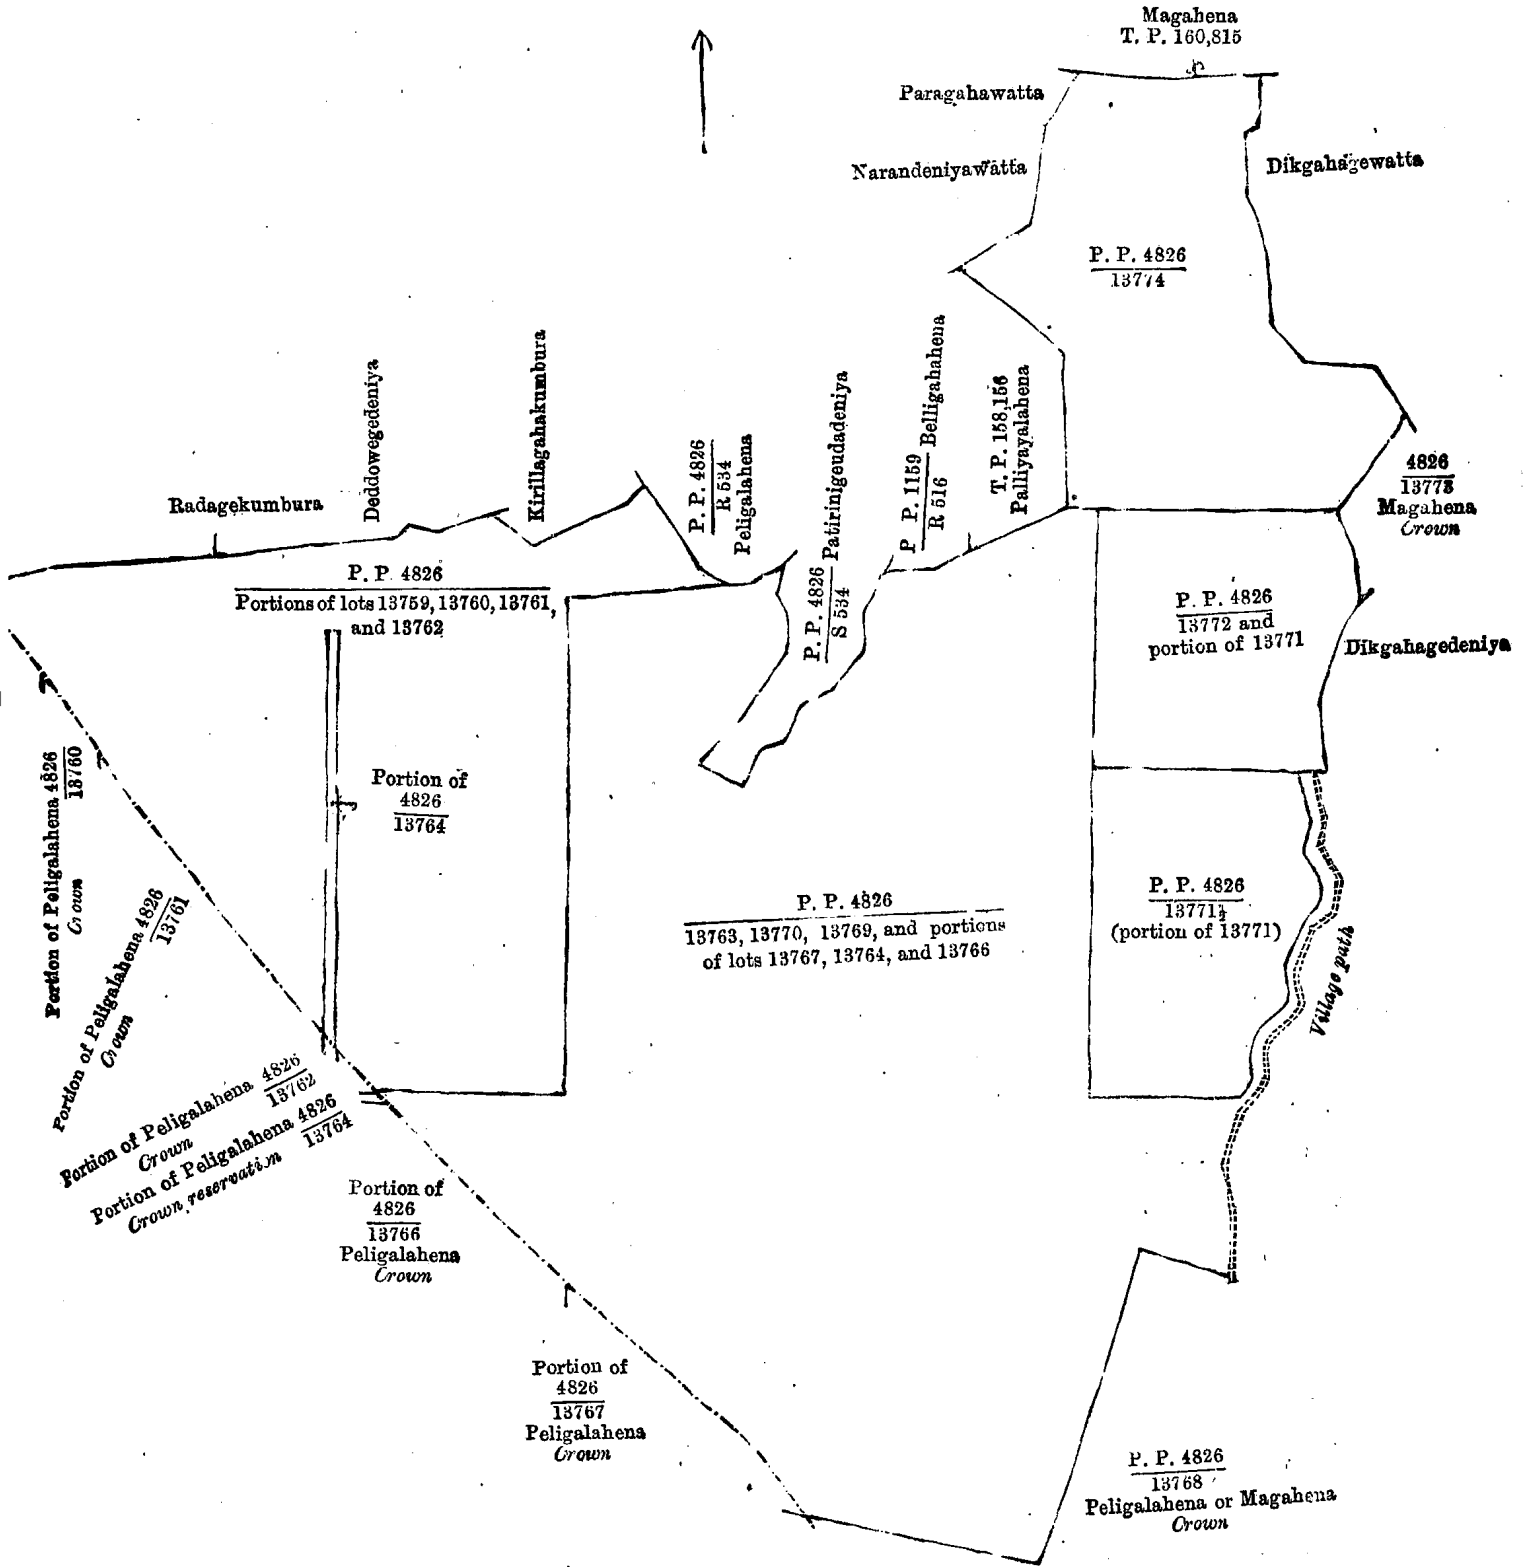 Magahena
T. P. 160,815
Paragahawatta
Narandeniyawatta
Dikgahagewatta
P. P. 4826
13774
Radagekumbura
Deddowegedeniya
Kirillagahakumbura
P. P. 4826
R 534
Peligalahena
P. P. 4826
S 534
Patirinigeudadeniya
P P. 1159
R 516
Belligahahena
T. P. 158,156
Palliyayalahena
4826
13773
Magahena
Crown
P. P. 4826
Portions of lots 13759, 13760, 13761,
and 13762
P. P. 4826
13772 and
portion of 13771
Dikgahagedeniya
Portion of Peligalahena 4826
13760
Crown
Portion of
4826
13764
Portion of Peligalahena 4826
13761
Crown
P. P. 4826
13763, 13770, 13769, and portions
of lots 13767, 13764, and 13766
P. P. 4826
13771½
(portion of 13771)
Village path
Portion of Peligalahena 4826
13762
Crown
Portion of Peligalahena 4826
13764
Crown reservation
Portion of
4826
13766
Peligalahena
Crown
Portion of
4826
13767
Peligalahena
Crown
P. P. 4826
13768
Peligalahena or Magahena
Crown